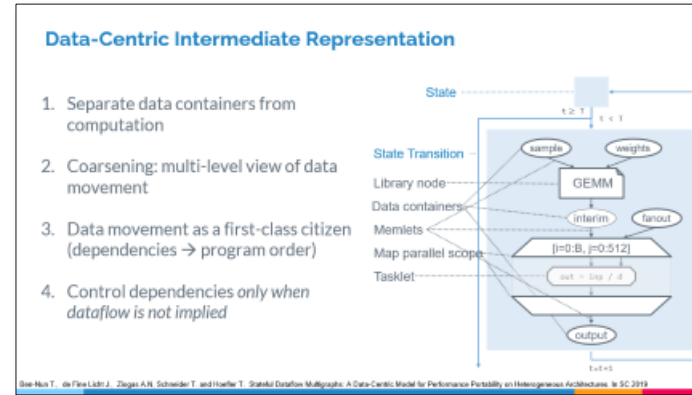 Data-Centric Intermediate Representation
1. Separate data containers from
computation
2. Coarsening: multi-level view of data
movement
3. Data movement as a first-class citizen
(dependencies → program order)
4. Control dependencies only when
dataflow is not implied
State
t ≥ T
t < T
State Transition
sample
weights
Library node
GEMM
Data containers
interim
fanout
Memlets
Map parallel scope
[i=0:B, j=0:512]
Tasklet
out = inp / d
output
t=t+1
Ben-Nun T., de Fine Licht J., Ziogas A.N, Schneider T. and Hoefler T. Stateful Dataflow Multigraphs: A Data-Centric Model for Performance Portability on Heterogeneous Architectures. In SC 2019